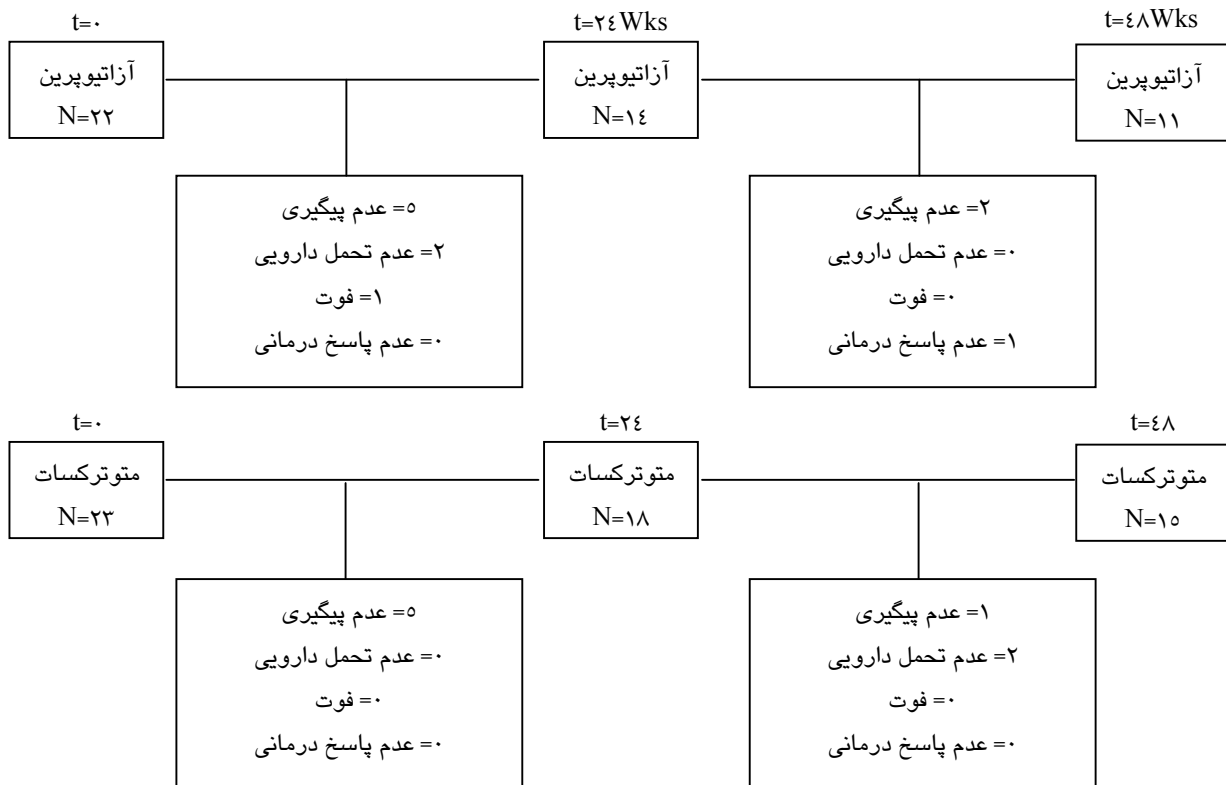 t=۰
آزاتیوپرین
N=۲۲
t=۲٤Wks
آزاتیوپرین
N=۱٤
t=٤۸Wks
آزاتیوپرین
N=۱۱
۵= عدم پیگیری
۲= عدم تحمل دارویی
۱= فوت
۰= عدم پاسخ درمانی
۲= عدم پیگیری
۰= عدم تحمل دارویی
۰= فوت
۱= عدم پاسخ درمانی
t=۰
متوترکسات
N=۲۳
t=۲٤
متوترکسات
N=۱۸
t=٤۸
متوترکسات
N=۱۵
۵= عدم پیگیری
۰= عدم تحمل دارویی
۰= فوت
۰= عدم پاسخ درمانی
۱= عدم پیگیری
۲= عدم تحمل دارویی
۰= فوت
۰= عدم پاسخ درمانی